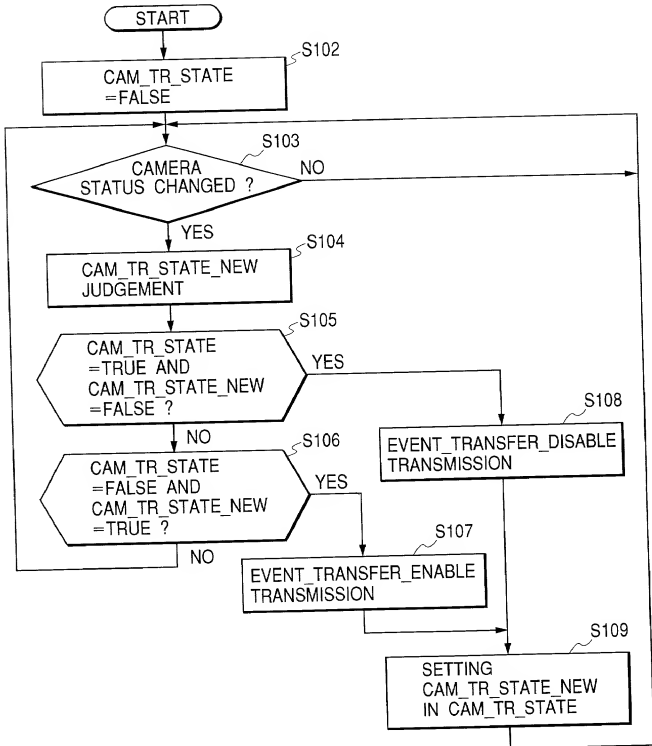 START
S102
CAM_TR_STATE
=FALSE
S103
CAMERA
STATUS CHANGED ?
NO
YES
S104
CAM_TR_STATE_NEW
JUDGEMENT
S105
CAM_TR_STATE
=TRUE AND
CAM_TR_STATE_NEW
=FALSE ?
YES
NO
S108
EVENT_TRANSFER_DISABLE
TRANSMISSION
S106
CAM_TR_STATE
=FALSE AND
CAM_TR_STATE_NEW
=TRUE ?
YES
NO
S107
EVENT_TRANSFER_ENABLE
TRANSMISSION
S109
SETTING
CAM_TR_STATE_NEW
IN CAM_TR_STATE